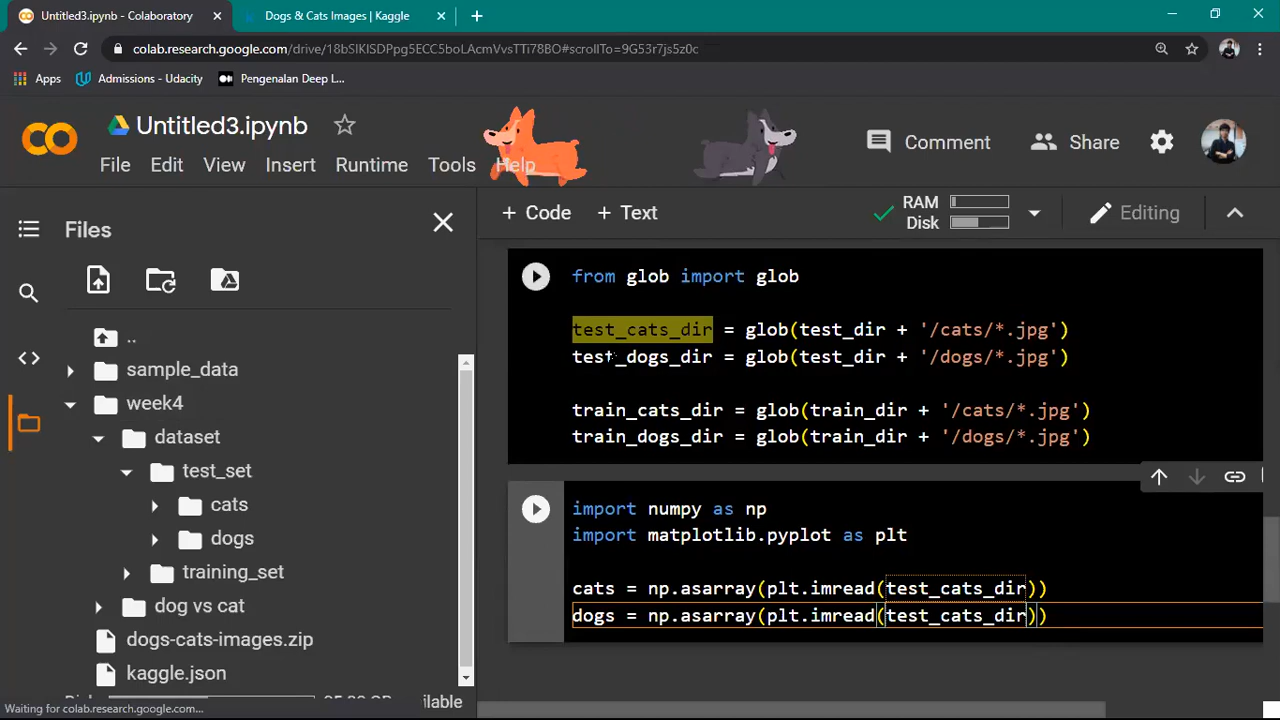 Untitled3.ipynb - Colaboratory
Dogs & Cats Images | Kaggle
colab.research.google.com/drive/18bSlKlSDPpg5ECC5boLAcmVvsTTi78BO#scrollTo=9G53r7js5z0c
Apps
Admissions - Udacity
Pengenalan Deep L...
Untitled3.ipynb
Comment
Share
File Edit View Insert Runtime Tools Help
Files
+ Code + Text
RAM
Disk
Editing
..
sample_data
week4
dataset
test_set
cats
dogs
training_set
dog vs cat
dogs-cats-images.zip
kaggle.json
from glob import glob
test_cats_dir = glob(test_dir + '/cats/*.jpg')
test_dogs_dir = glob(test_dir + '/dogs/*.jpg')
train_cats_dir = glob(train_dir + '/cats/*.jpg')
train_dogs_dir = glob(train_dir + '/dogs/*.jpg')
import numpy as np
import matplotlib.pyplot as plt
cats = np.asarray(plt.imread(test_cats_dir))
dogs = np.asarray(plt.imread(test_cats_dir))
Waiting for colab.research.google.com...